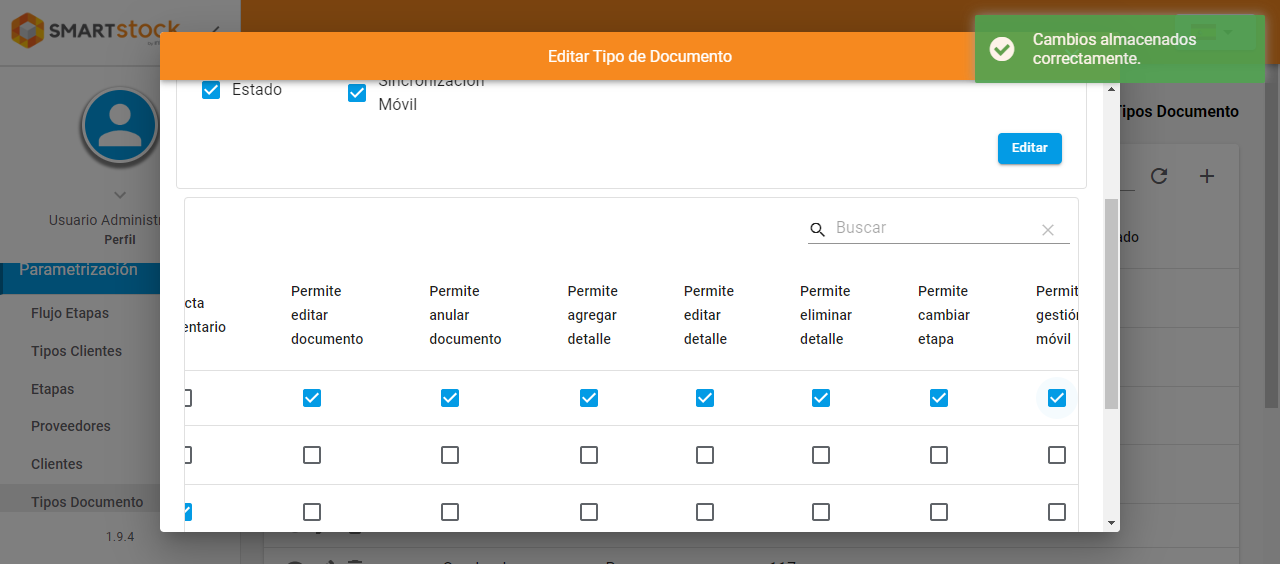 SMARTSTOCK
Editar Tipo de Documento
Cambios almacenados
correctamente.
Estado
Sincronización
Móvil
Tipos Documento
Editar
Usuario Administr
Perfil
Buscar
ado
Parametrización
Flujo Etapas
Tipos Clientes
Etapas
Proveedores
Clientes
Tipos Documento
1.9.4
cta
entario
Permite
editar
documento
Permite
anular
documento
Permite
agregar
detalle
Permite
editar
detalle
Permite
eliminar
detalle
Permite
cambiar
etapa
Permit
gestión
móvil